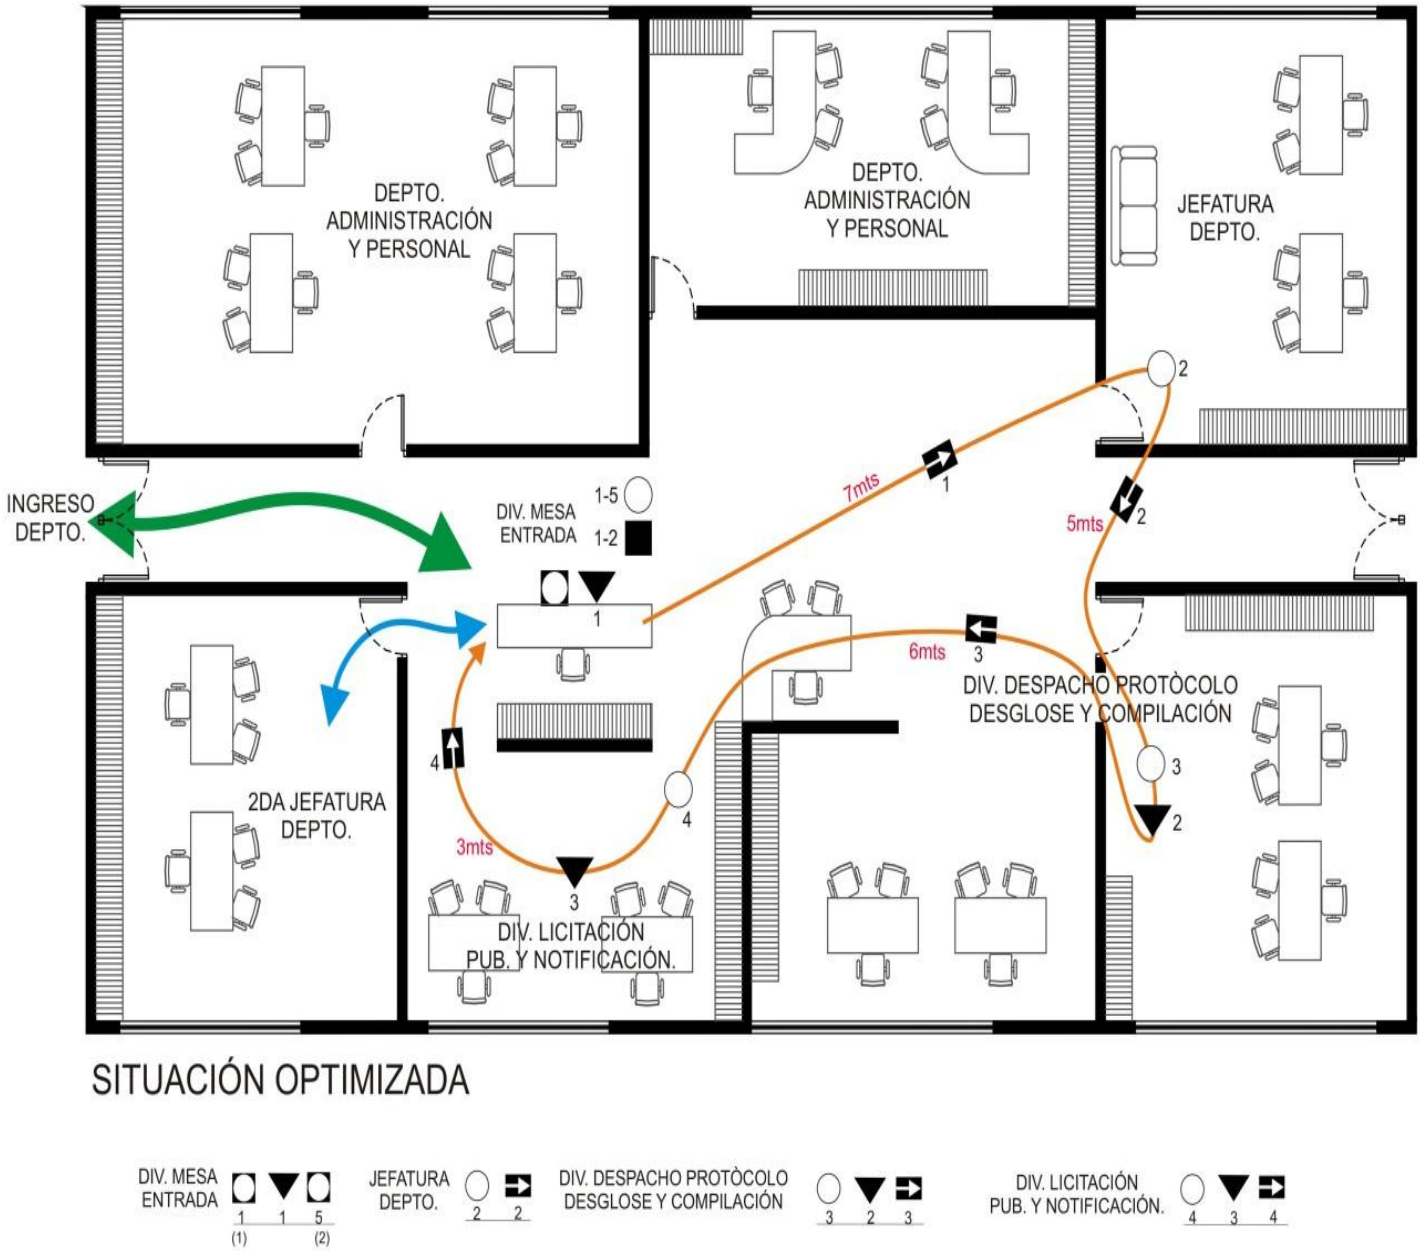 DEPTO.
ADMINISTRACIÓN
Y PERSONAL
DEPTO.
ADMINISTRACIÓN
Y PERSONAL
JEFATURA
DEPTO.
2
INGRESO
DEPTO.
DIV. MESA
ENTRADA
1-5
1-2
7mts
1
5mts
2
1
6mts
3
DIV. DESPACHO PROTÒCOLO
DESGLOSE Y COMPILACIÓN
3
2
4
2DA JEFATURA
DEPTO.
4
3mts
3
DIV. LICITACIÓN
PUB. Y NOTIFICACIÓN.
SITUACIÓN OPTIMIZADA
DIV. MESA
ENTRADA
1 1 5
(1) (2)
JEFATURA
DEPTO.
2 2
DIV. DESPACHO PROTÒCOLO
DESGLOSE Y COMPILACIÓN
3 2 3
DIV. LICITACIÓN
PUB. Y NOTIFICACIÓN.
4 3 4